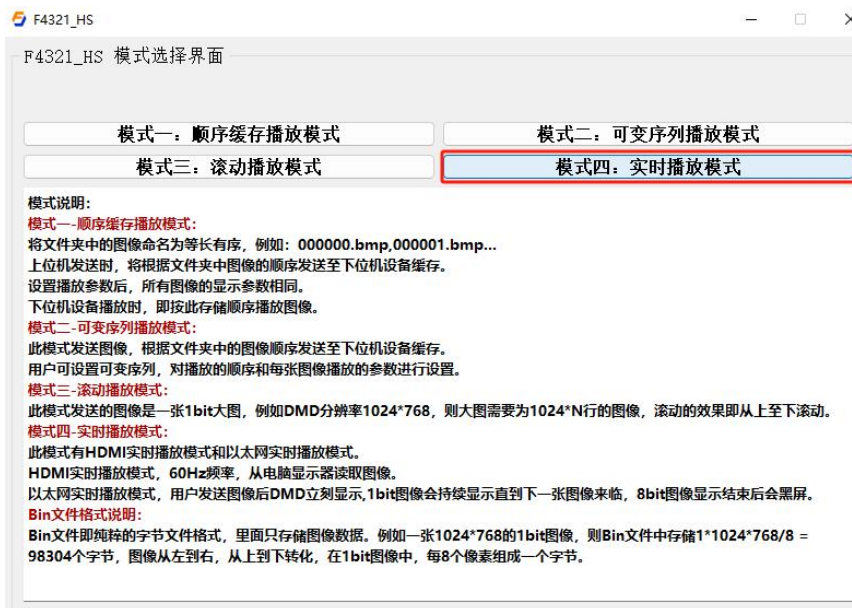 F4321_HS
F4321_HS 模式选择界面
模式一：顺序缓存播放模式
模式二：可变序列播放模式
模式三：滚动播放模式
模式四：实时播放模式
模式说明：
模式一-顺序缓存播放模式：
将文件夹中的图像命名为等长有序，例如：000000.bmp,000001.bmp...
上位机发送时，将根据文件夹中图像的顺序发送至下位机设备缓存。
设置播放参数后，所有图像的显示参数相同。
下位机设备播放时，即按此存储顺序播放图像。
模式二-可变序列播放模式：
此模式发送图像，根据文件夹中的图像顺序发送至下位机设备缓存。
用户可设置可变序列，对播放的顺序和每张图像播放的参数进行设置。
模式三-滚动播放模式：
此模式发送的图像是一张1bit大图，例如DMD分辨率1024*768，则大图需要为1024*N行的图像，滚动的效果即从上至下滚动。
模式四-实时播放模式：
此模式有HDMI实时播放模式和以太网实时播放模式。
HDMI实时播放模式，60Hz频率，从电脑显示器读取图像。
以太网实时播放模式，用户发送图像后DMD立刻显示,1bit图像会持续显示直到下一张图像来临，8bit图像显示结束后会黑屏。
Bin文件格式说明：
Bin文件即纯粹的字节文件格式，里面只存储图像数据。例如一张1024*768的1bit图像，则Bin文件中存储1*1024*768/8 =
98304个字节，图像从左到右，从上到下转化，在1bit图像中，每8个像素组成一个字节。